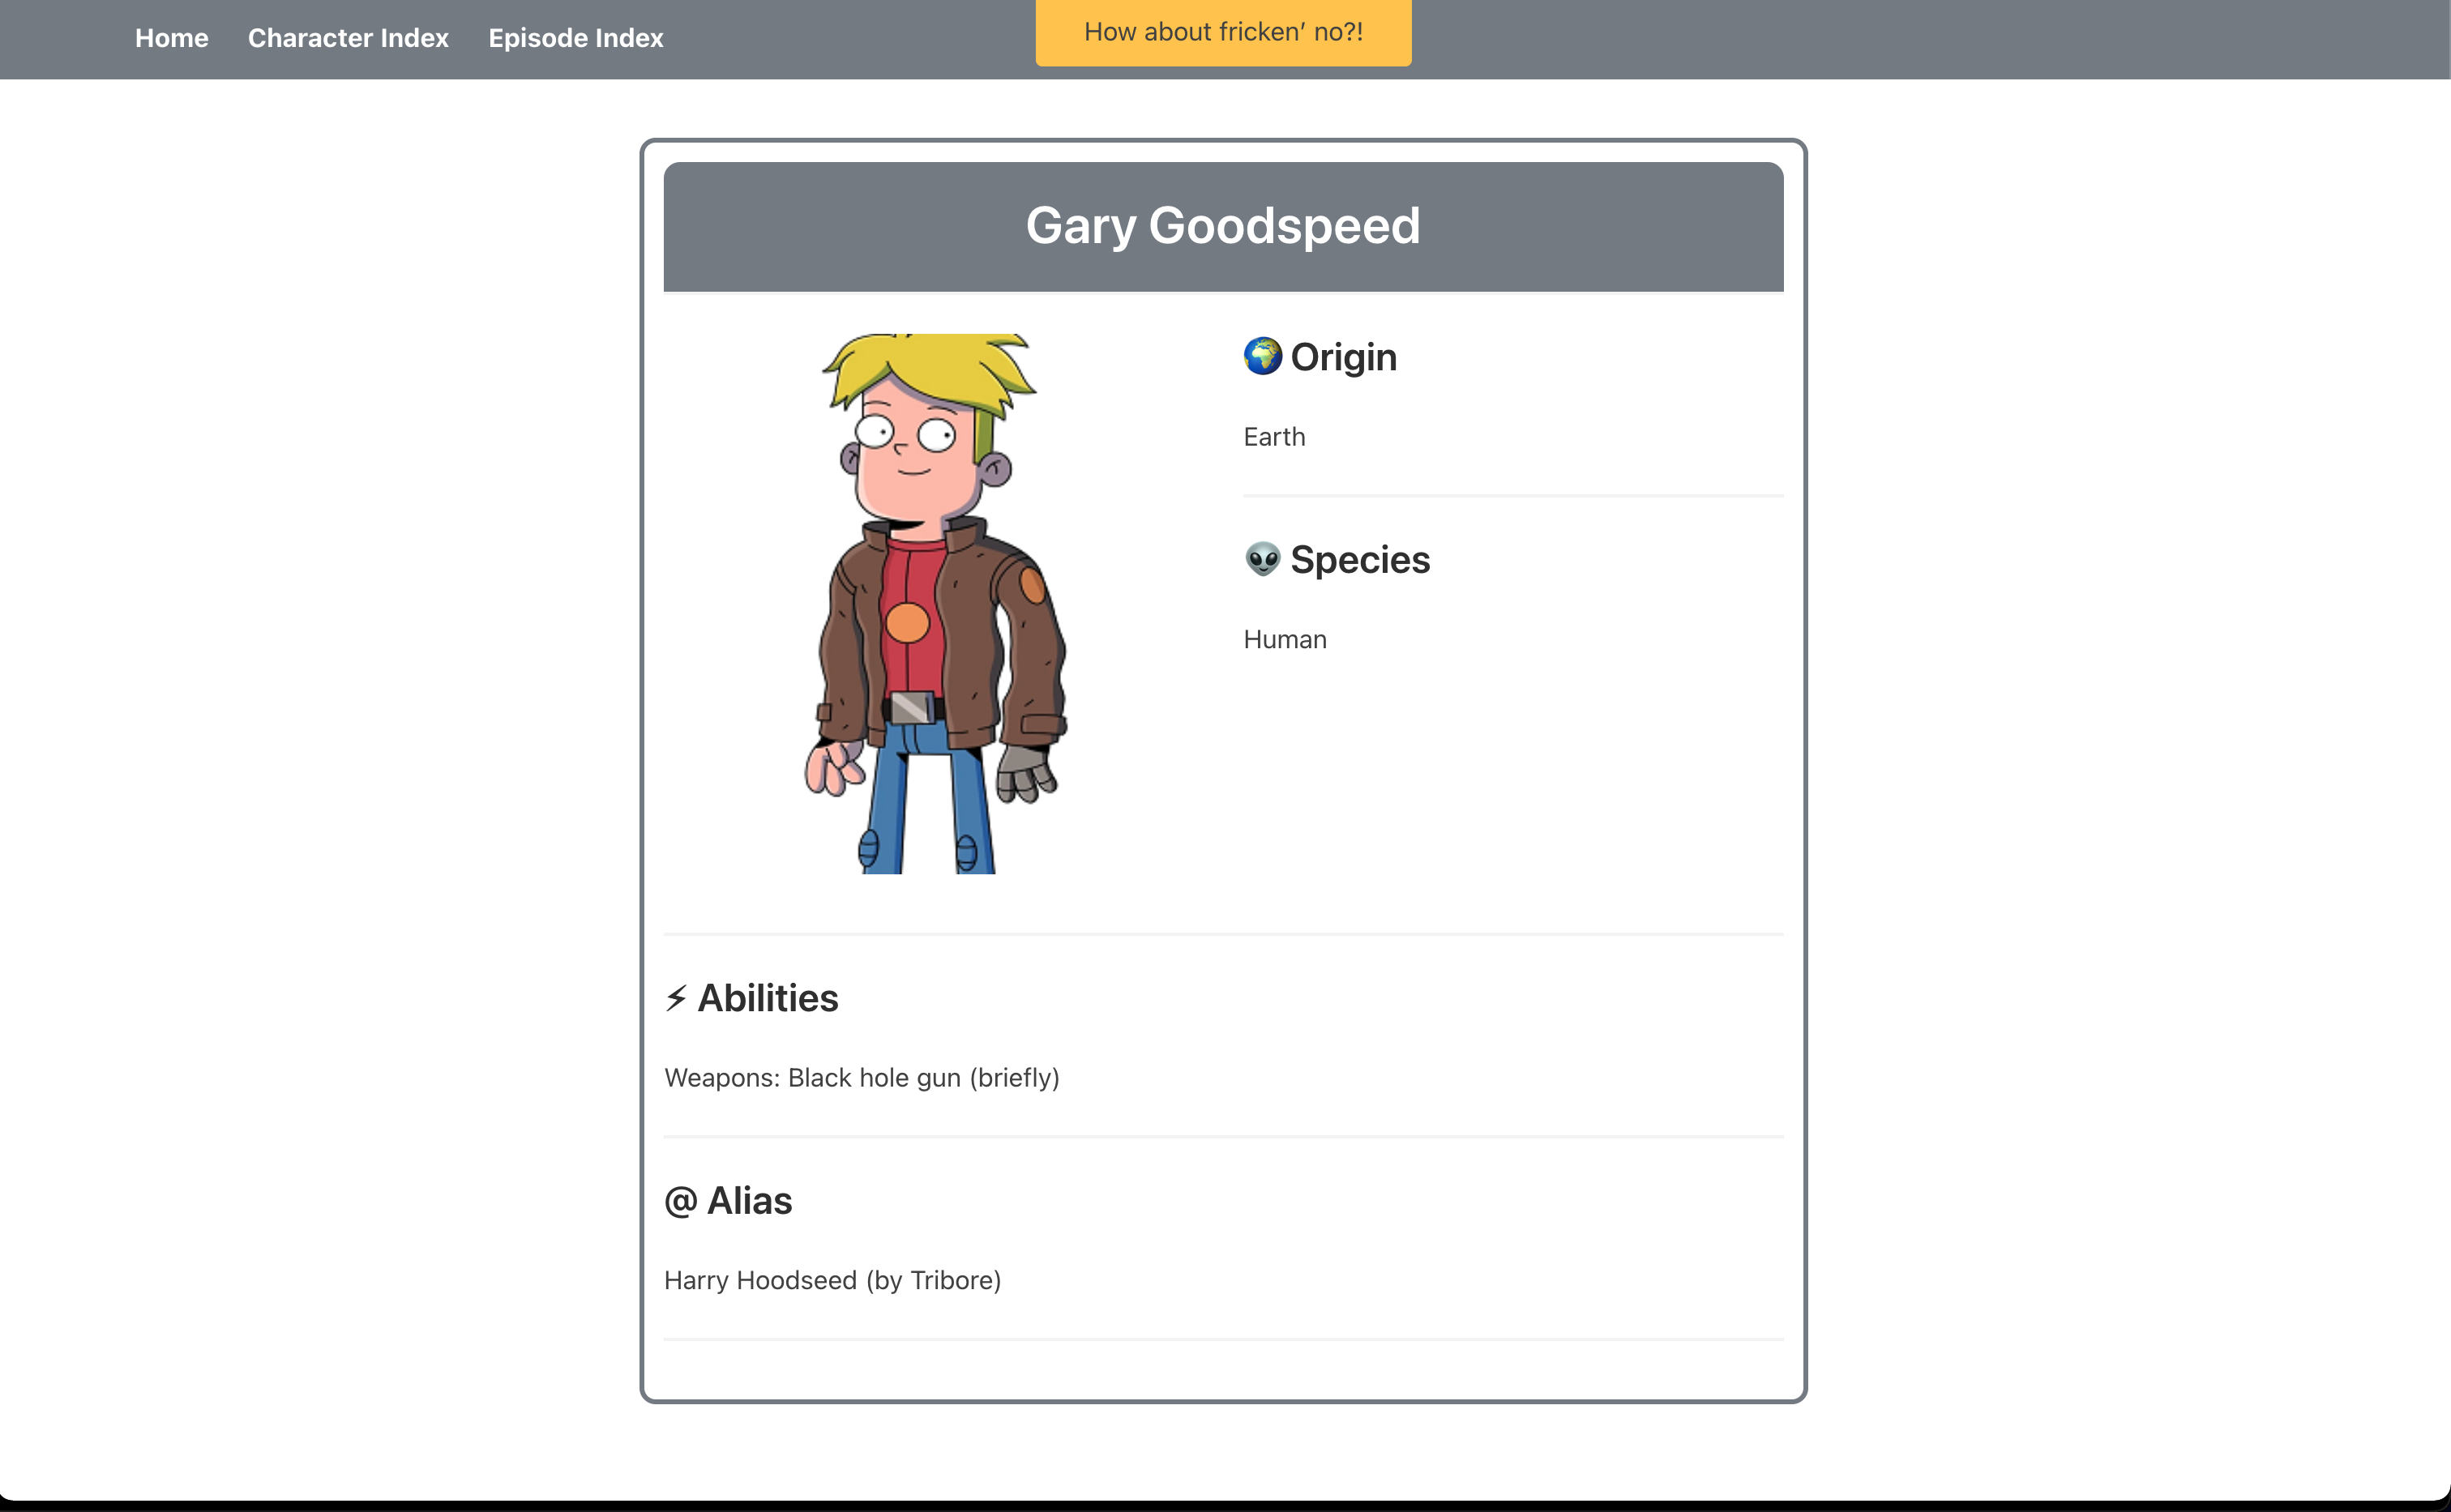 Home Character Index Episode Index
How about fricken’ no?!
Gary Goodspeed
🌍 Origin
Earth
👽 Species
Human
⚡ Abilities
Weapons: Black hole gun (briefly)
@ Alias
Harry Hoodseed (by Tribore)